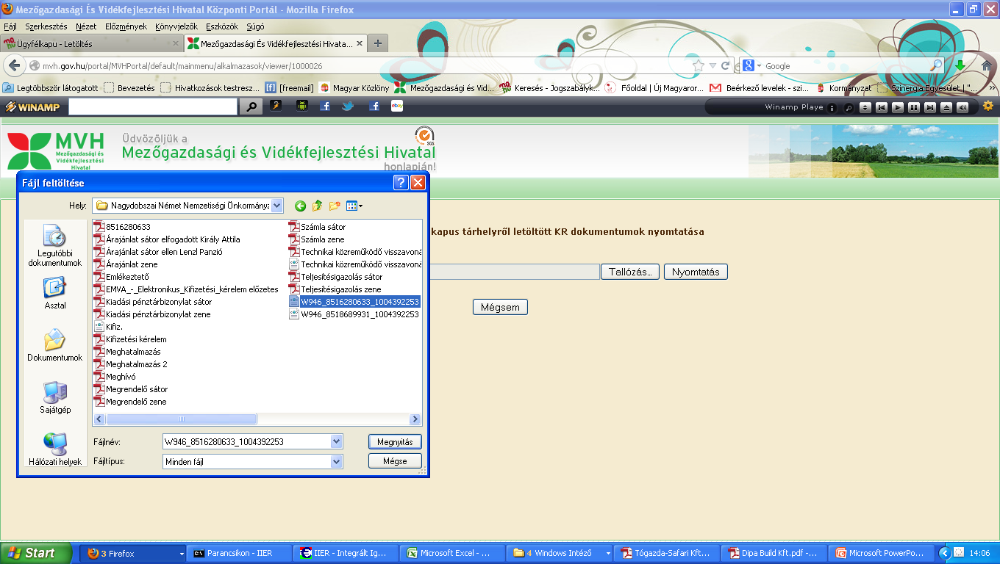 Mezőgazdasági És Vidékfejlesztési Hivatal Központi Portál - Mozilla Firefox
Fájl Szerkesztés Nézet Előzmények Könyvjelzők Eszközök Súgó
Ügyfélkapu - Letöltés
Mezőgazdasági És Vidékfejlesztési Hivata...
mvh.gov.hu/portal/MVHPortal/default/mainmenu/alkalmazasok/viewer/1000026
Google
Legtöbbször látogatott Bevezetés Hivatkozások testresz... [freemail] Magyar Közlöny Mezőgazdasági és Vid... Keresés - Jogszabályk... Főoldal | Új Magyaror... Beérkező levelek - szi... Kormányzat Szinergia Egyesület | "...
WINAMP
ebay
Winamp Playe
MVH
Mezőgazdasági és
Vidékfejlesztési
Hivatal
Üdvözöljük a
Mezőgazdasági és Vidékfejlesztési Hivatal
honlapján!
SGS
Fájl feltöltése
Hely:
Nagydobszai Német Nemzetiségi Önkormányz
Legutóbbi
dokumentumok
Asztal
Dokumentumok
Sajátgép
Hálózati helyek
8516280633
Árajánlat sátor elfogadott Király Attila
Árajánlat sátor ellen Lenzl Panzió
Árajánlat zene
Emlékeztető
EMVA_-_Elektronikus_Kifizetési_kérelem előzetes
Kiadási pénztárbizonylat sátor
Kiadási pénztárbizonylat zene
Kifiz.
Kifizetési kérelem
Meghatalmazás
Meghatalmazás 2
Meghívó
Megrendelő sátor
Megrendelő zene
Számla sátor
Számla zene
Technikai közreműködő visszavoná
Technikai közreműködő visszavoná
Teljesítésigazolás sátor
Teljesítésigazolás zene
W946_8516280633_1004392253
W946_8518689931_1004392253
Fájlnév:
W946_8516280633_1004392253
Megnyitás
Fájltípus:
Minden fájl
Mégse
kapus tárhelyről letöltött KR dokumentumok nyomtatása
Tallózás...
Nyomtatás
Mégsem
Start
3 Firefox
Parancsikon - IIER
IIER - Integrált Ig...
Microsoft Excel - ...
4 Windows Intéző
Tógazda-Safari Kft...
Dipa Build Kft.pdf -...
Microsoft PowerPo...
14:06